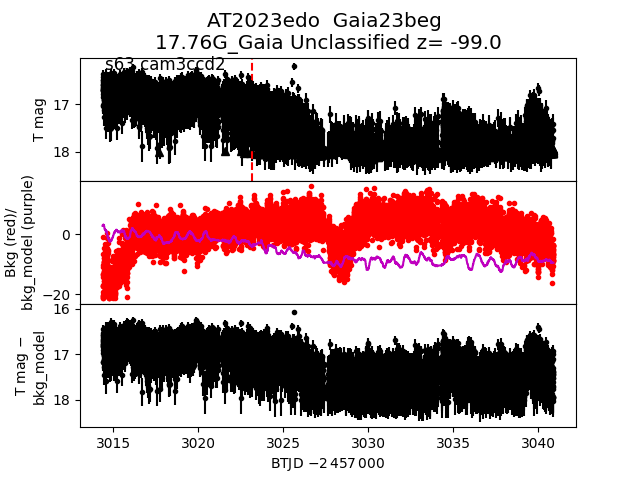 AT2023edo  Gaia23beg
17.76G_Gaia Unclassified z= -99.0
s63 cam3ccd2
T mag
17
18
Bkg (red)/
bkg_model (purple)
0
−20
T mag −
bkg_model
16
17
18
3015 3020 3025 3030 3035 3040
BTJD −2 457 000